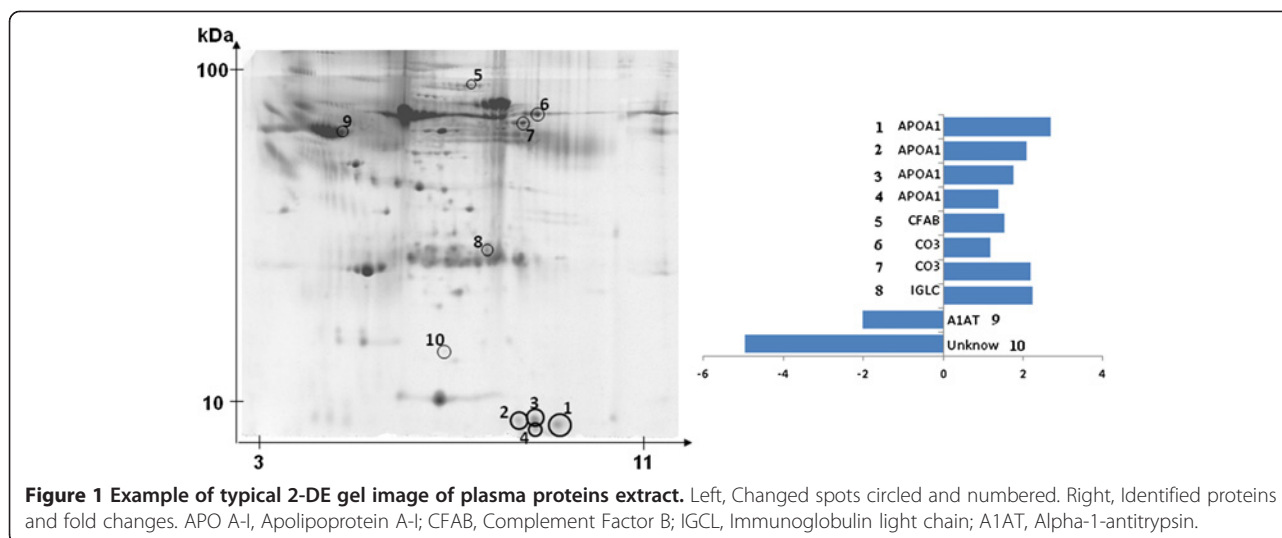 kDa
100
5
6
9
7
8
10
10
2
3
1
4
3
11
1 APOA1
2 APOA1
3 APOA1
4 APOA1
5 CFAB
6 CO3
7 CO3
8 IGLC
A1AT 9
Unknow 10
-6 -4 -2 0 2 4
Figure 1 Example of typical 2-DE gel image of plasma proteins extract. Left, Changed spots circled and numbered. Right, Identified proteins
and fold changes. APO A-I, Apolipoprotein A-I; CFAB, Complement Factor B; IGCL, Immunoglobulin light chain; A1AT, Alpha-1-antitrypsin.